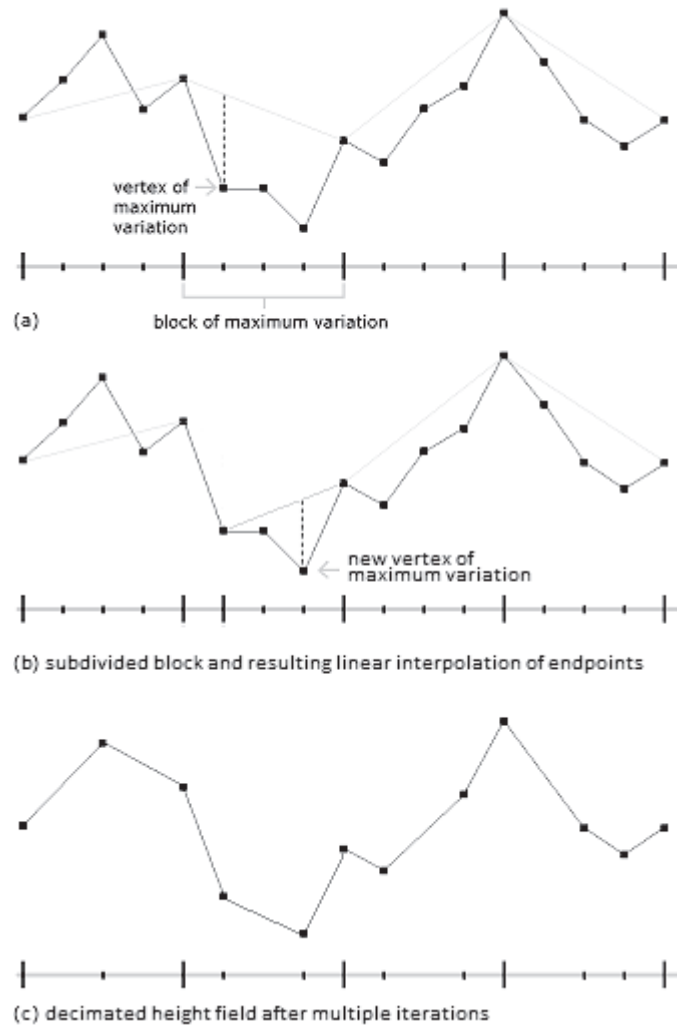 vertex of
maximum
variation
(a)
block of maximum variation
new vertex of
maximum variation
(b) subdivided block and resulting linear interpolation of endpoints
(c) decimated height field after multiple iterations